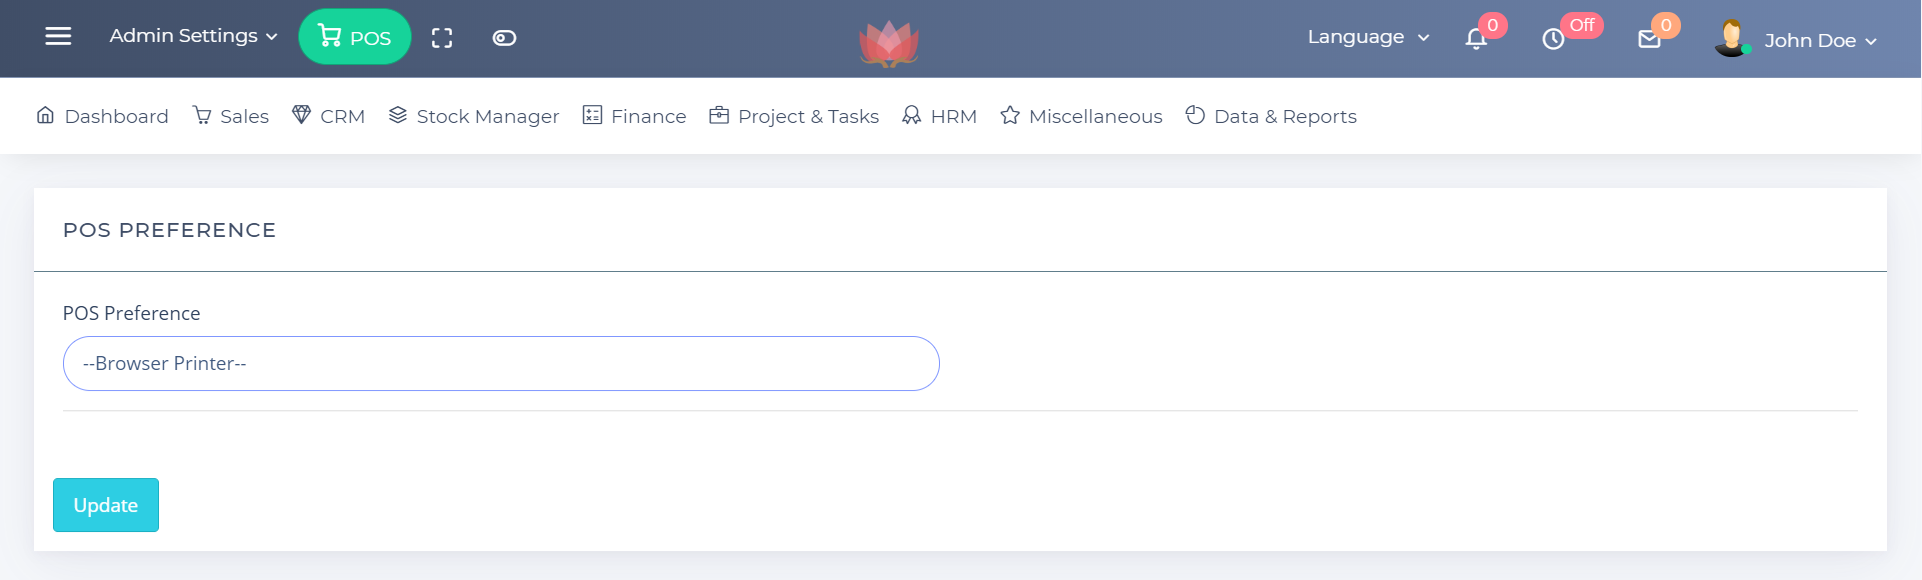 Admin Settings POS Language 0 Off 0 John Doe
Dashboard Sales CRM Stock Manager Finance Project & Tasks HRM Miscellaneous Data & Reports
POS PREFERENCE
POS Preference
--Browser Printer--
Update